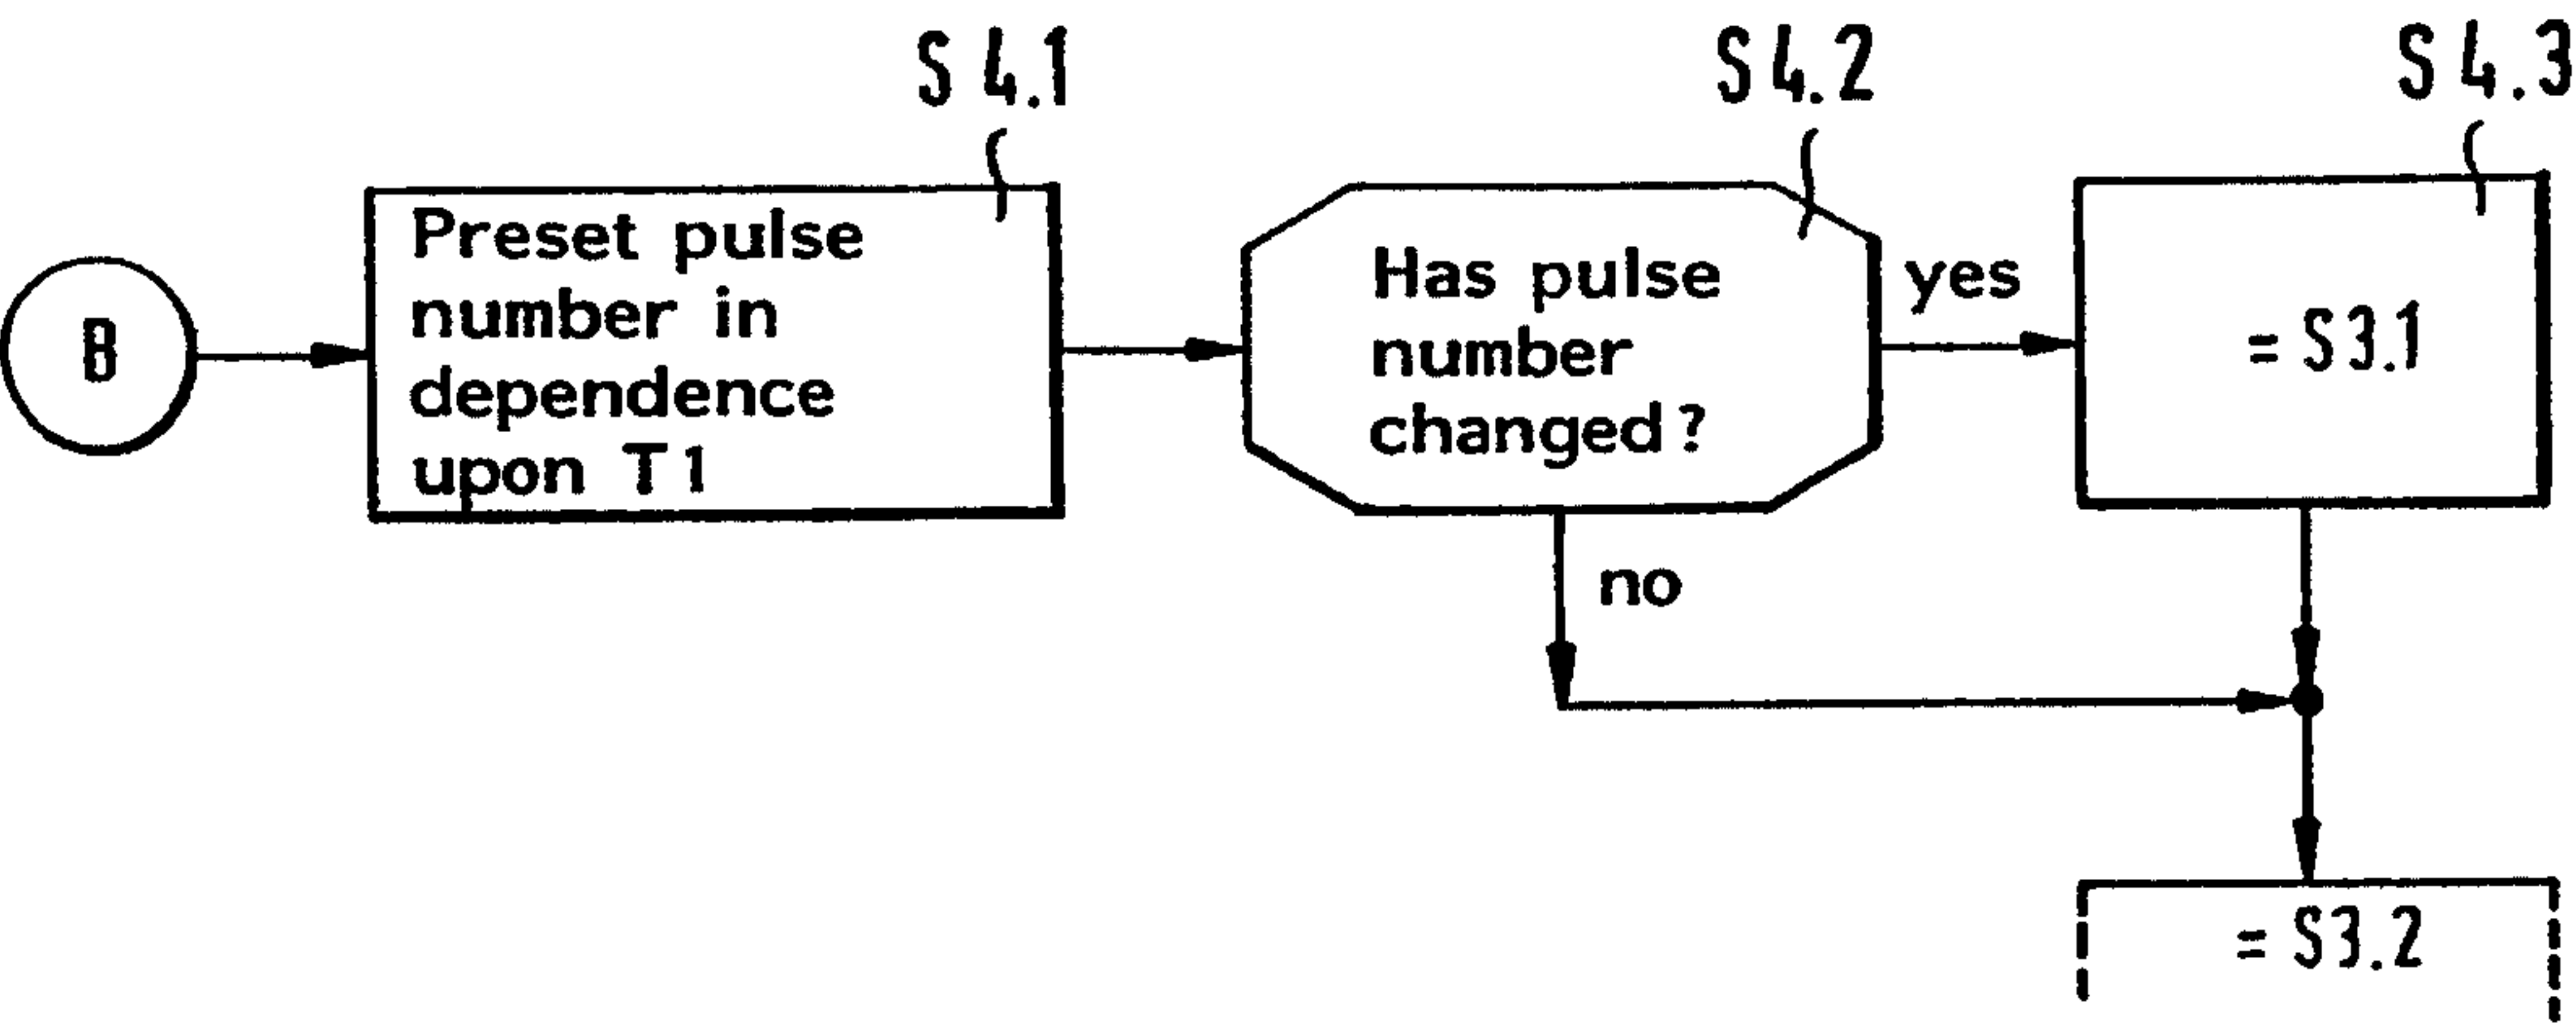 S 4.1
S 4.2
S 4.3
B
Preset pulse
number in
dependence
upon T1
Has pulse
number
changed?
yes
= S3.1
no
= S3.2